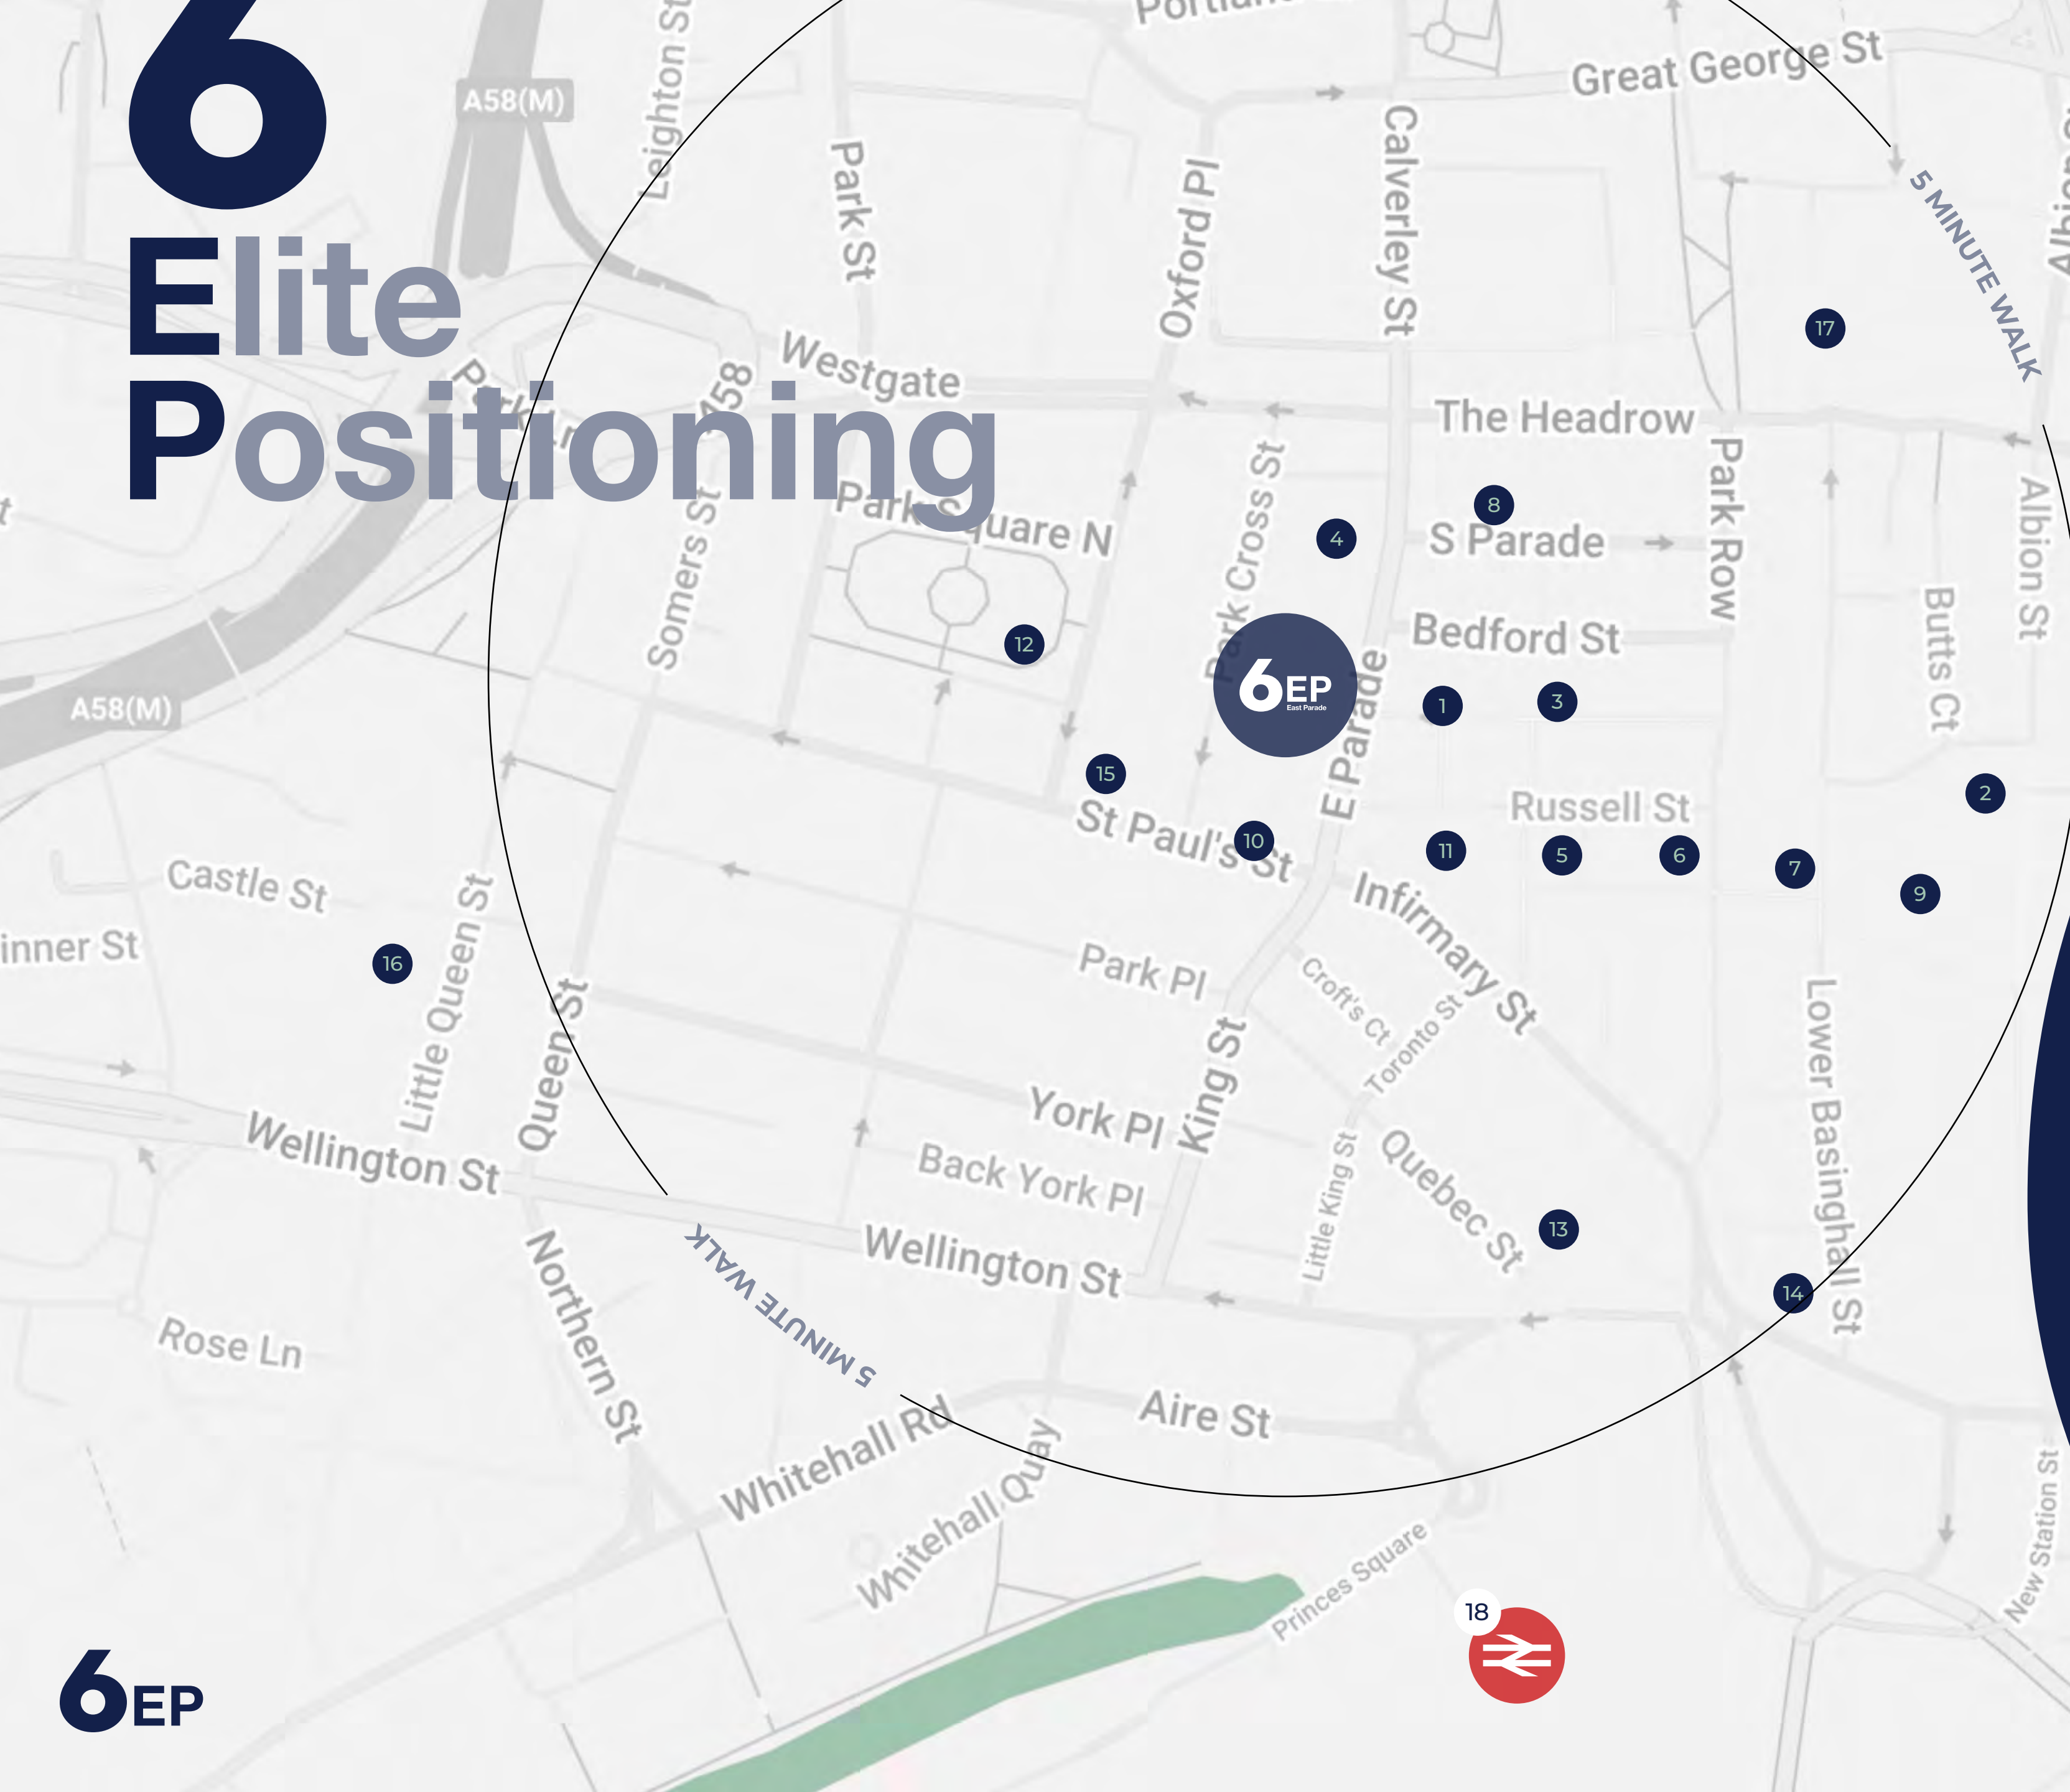 6
Elite
Positioning
A58(M)
Leighton St
Park St
Oxford Pl
Calverley St
Great George St
5 MINUTE WALK
17
Westgate
A58
Park Ln
The Headrow
Park Row
Albion St
Butts Ct
8
S Parade
4
Park Cross St
Park Square N
Somers St
12
Bedford St
6EP
East Parade
E Parade
1
3
A58(M)
15
St Paul's St
10
Russell St
2
11
5
6
7
9
Infirmary St
Castle St
inner St
16
Little Queen St
Queen St
Park Pl
Croft's Ct
Toronto St
King St
Lower Basinghall St
York Pl
Back York Pl
Little King St
Quebec St
13
14
Wellington St
Wellington St
5 MINUTE WALK
Northern St
Rose Ln
Aire St
Whitehall Rd
Whitehall Quay
Princes Square
New Station St
18
6EP